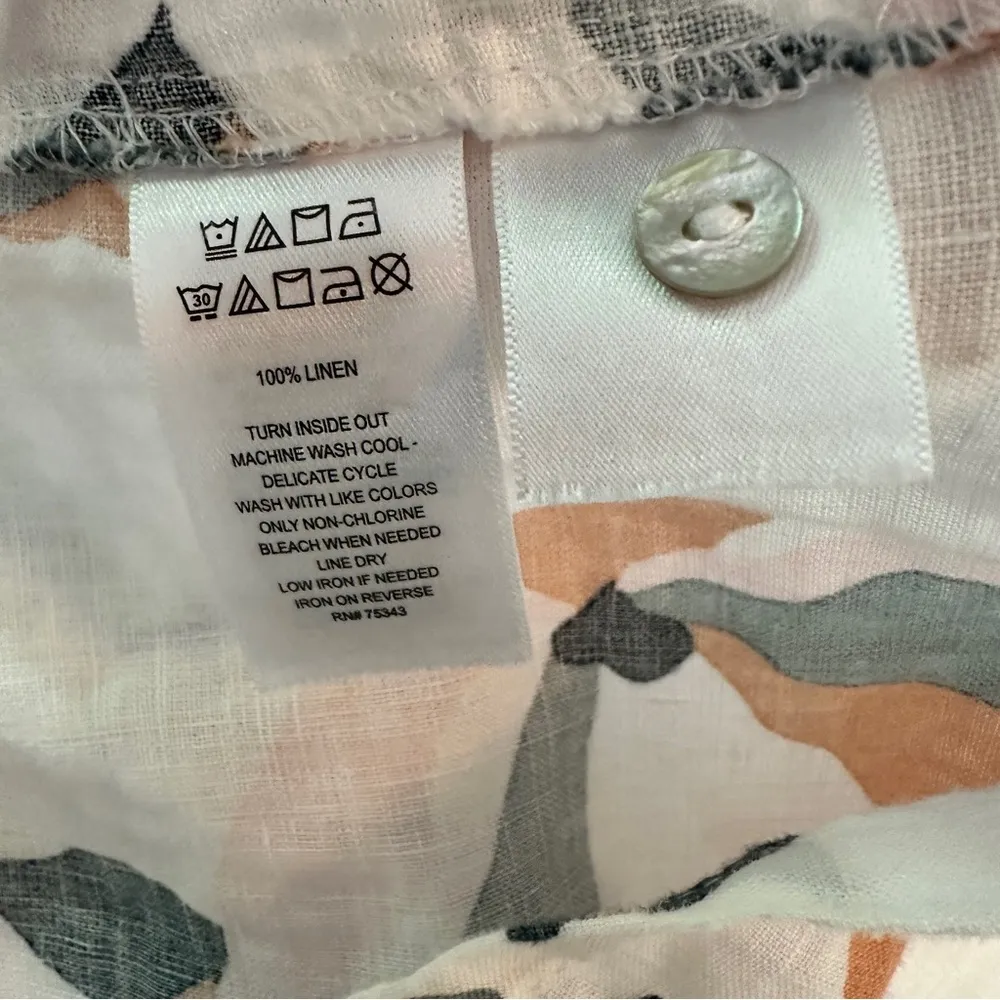 30
100% LINEN
TURN INSIDE OUT
MACHINE WASH COOL -
DELICATE CYCLE
WASH WITH LIKE COLORS
ONLY NON-CHLORINE
BLEACH WHEN NEEDED
LINE DRY
LOW IRON IF NEEDED
IRON ON REVERSE
RN# 75343